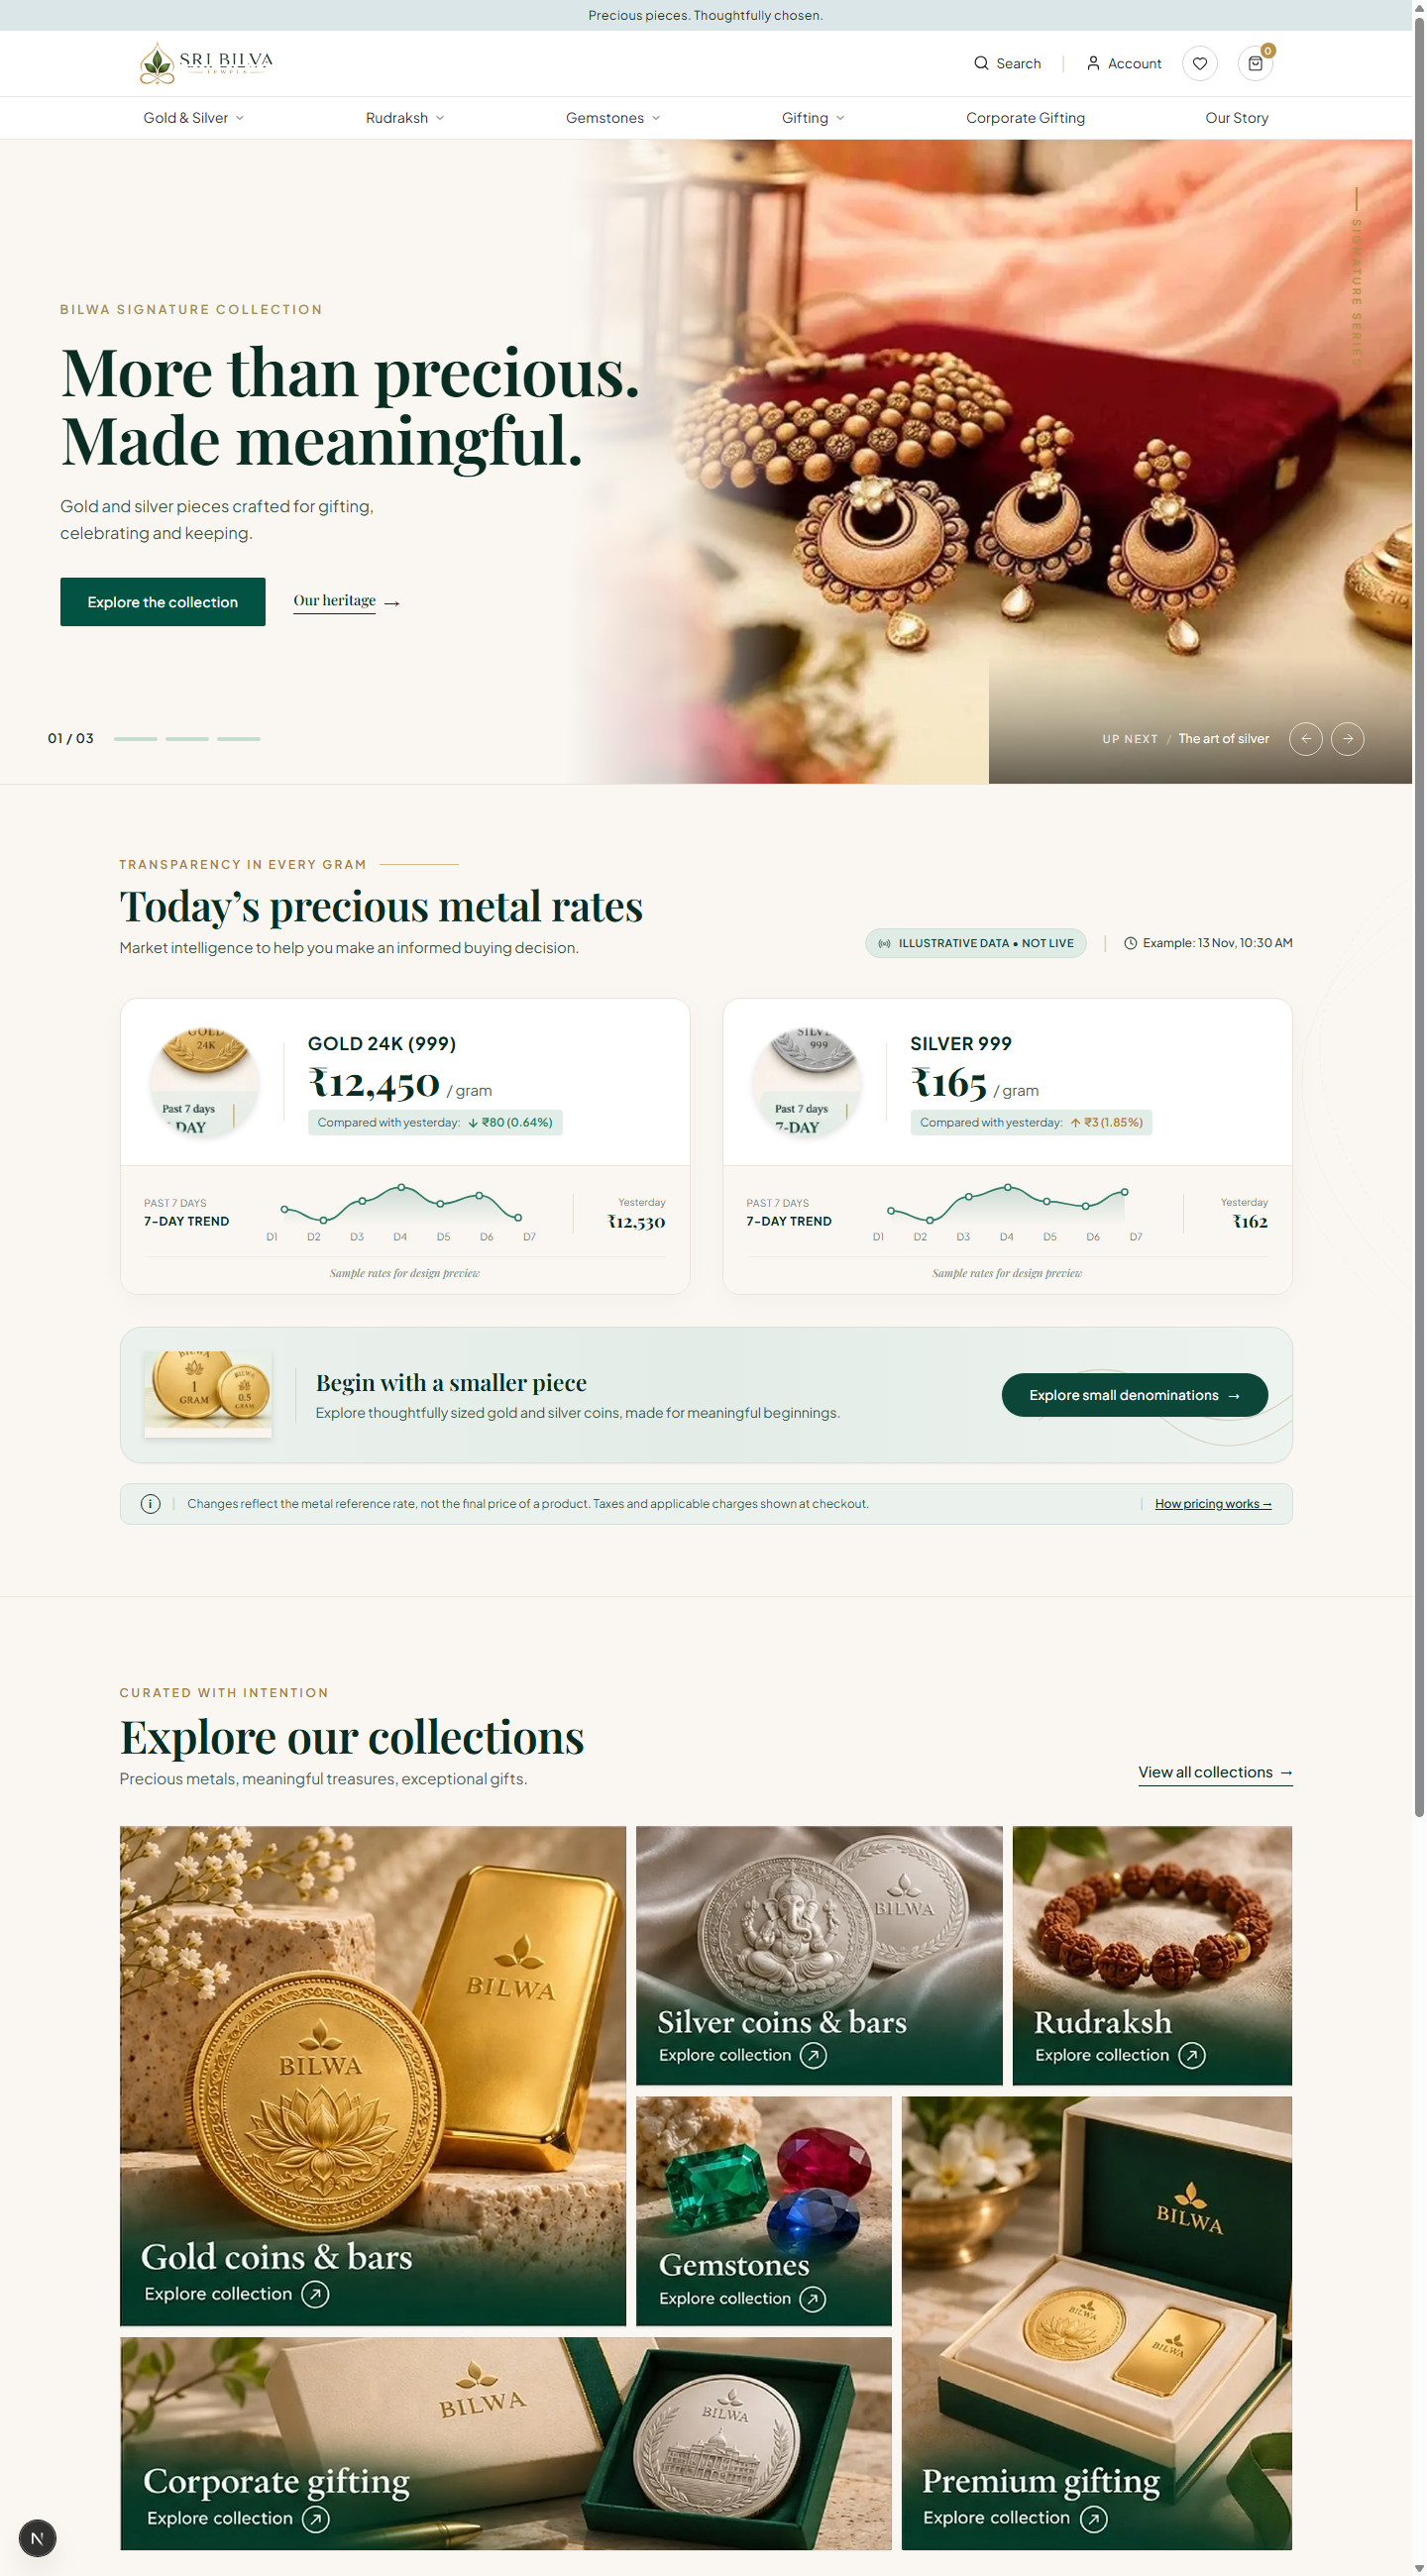 Precious pieces. Thoughtfully chosen.
SRI BILVA
JEWELS
Search
Account
0
Gold & Silver
Rudraksh
Gemstones
Gifting
Corporate Gifting
Our Story
SIGNATURE SERIES
BILWA SIGNATURE COLLECTION
More than precious.
Made meaningful.
Gold and silver pieces crafted for gifting,
celebrating and keeping.
Explore the collection
Our heritage →
01 / 03
UP NEXT / The art of silver
← →
TRANSPARENCY IN EVERY GRAM
Today’s precious metal rates
Market intelligence to help you make an informed buying decision.
ILLUSTRATIVE DATA • NOT LIVE
Example: 13 Nov, 10:30 AM
GOLD
24K
Past 7 days
DAY
GOLD 24K (999)
₹12,450 / gram
Compared with yesterday: ↓ ₹80 (0.64%)
PAST 7 DAYS
7-DAY TREND
D1 D2 D3 D4 D5 D6 D7
Yesterday
₹12,530
Sample rates for design preview
SILVE
999
Past 7 days
7-DAY
SILVER 999
₹165 / gram
Compared with yesterday: ↑ ₹3 (1.85%)
PAST 7 DAYS
7-DAY TREND
D1 D2 D3 D4 D5 D6 D7
Yesterday
₹162
Sample rates for design preview
BILWA
1
GRAM
BILWA
0.5
GRAM
Begin with a smaller piece
Explore thoughtfully sized gold and silver coins, made for meaningful beginnings.
Explore small denominations →
Changes reflect the metal reference rate, not the final price of a product. Taxes and applicable charges shown at checkout.
How pricing works →
CURATED WITH INTENTION
Explore our collections
Precious metals, meaningful treasures, exceptional gifts.
View all collections →
BILWA
BILWA
Gold coins & bars
Explore collection
BILWA
Silver coins & bars
Explore collection
Rudraksh
Explore collection
Gemstones
Explore collection
BILWA
BILWA
BILWA
Premium gifting
Explore collection
BILWA
BILWA
Corporate gifting
Explore collection
N